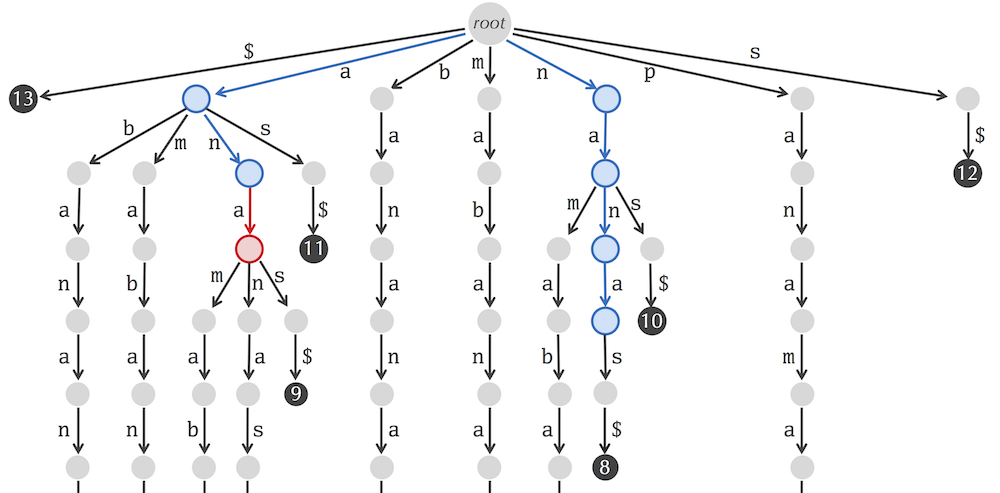 root
$ a b m n p s
13
b m n s a a a $
12
a a a $ n b m n s n
11
n b m n s a a a a $ a
10
a a a a $ n n b s m
9
n n b s a a a $ a
8